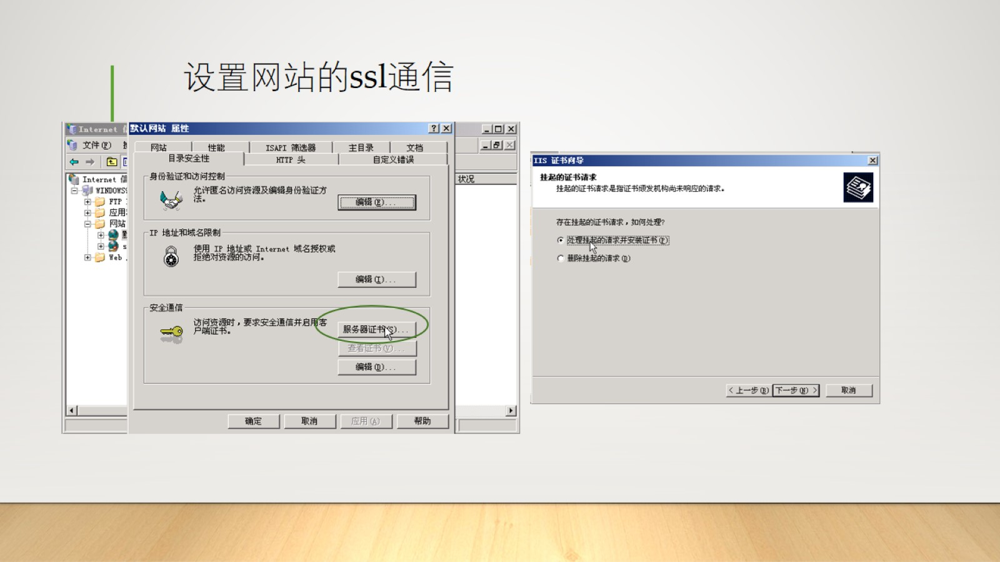 设置网站的ssl通信
Internet
默认网站 属性
文件(F)
网站
性能
ISAPI 筛选器
主目录
文档
目录安全性
HTTP 头
自定义错误
Internet
WINDOWS
FTP
应用
网站
s
Web
状况
身份验证和访问控制
允许匿名访问资源及编辑身份验证方
法。
编辑(E)...
IP 地址和域名限制
使用 IP 地址或 Internet 域名授权或
拒绝对资源的访问。
编辑(I)...
安全通信
访问资源时，要求安全通信并启用客
户端证书。
服务器证书(S)...
查看证书(V)...
编辑(D)...
确定
取消
应用(A)
帮助
IIS 证书向导
挂起的证书请求
挂起的证书请求是指证书颁发机构尚未响应的请求。
存在挂起的证书请求，如何处理?
处理挂起的请求并安装证书(P)
删除挂起的请求(D)
< 上一步(B)
下一步(N) >
取消